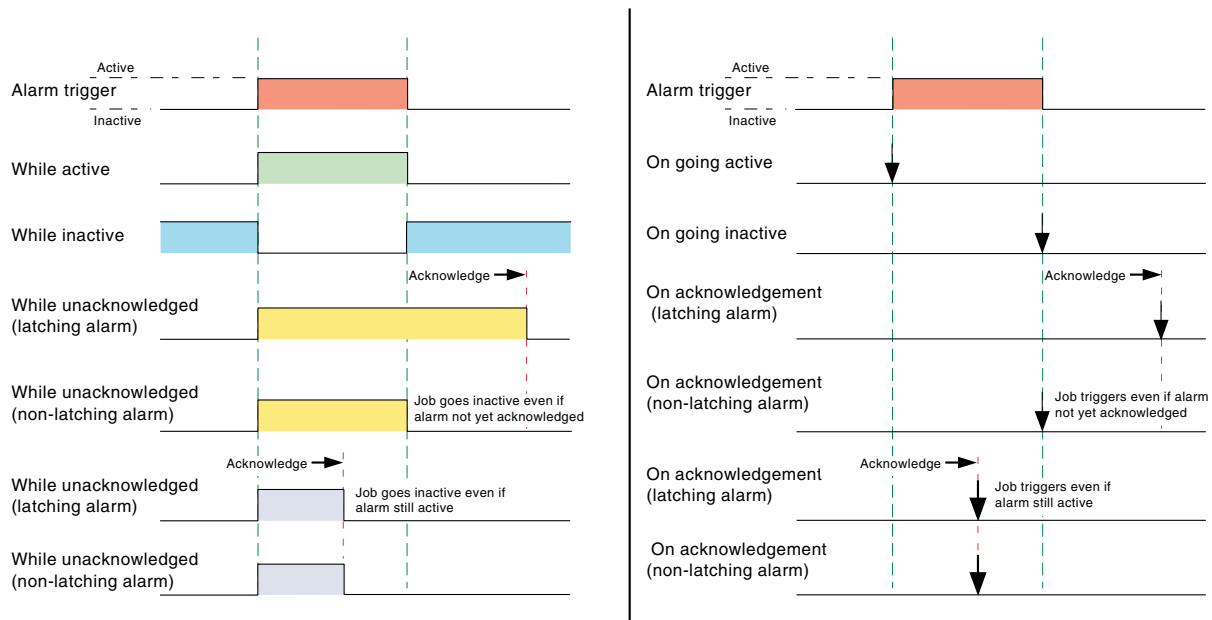 Active
Alarm trigger
Inactive
While active
While inactive
Acknowledge
While unacknowledged
(latching alarm)
While unacknowledged
(non-latching alarm)
Job goes inactive even if
alarm not yet acknowledged
Acknowledge
While unacknowledged
(latching alarm)
Job goes inactive even if
alarm still active
While unacknowledged
(non-latching alarm)
Active
Alarm trigger
Inactive
On going active
On going inactive
Acknowledge
On acknowledgement
(latching alarm)
On acknowledgement
(non-latching alarm)
Job triggers even if alarm
not yet acknowledged
Acknowledge
On acknowledgement
(latching alarm)
Job triggers even if
alarm still active
On acknowledgement
(non-latching alarm)